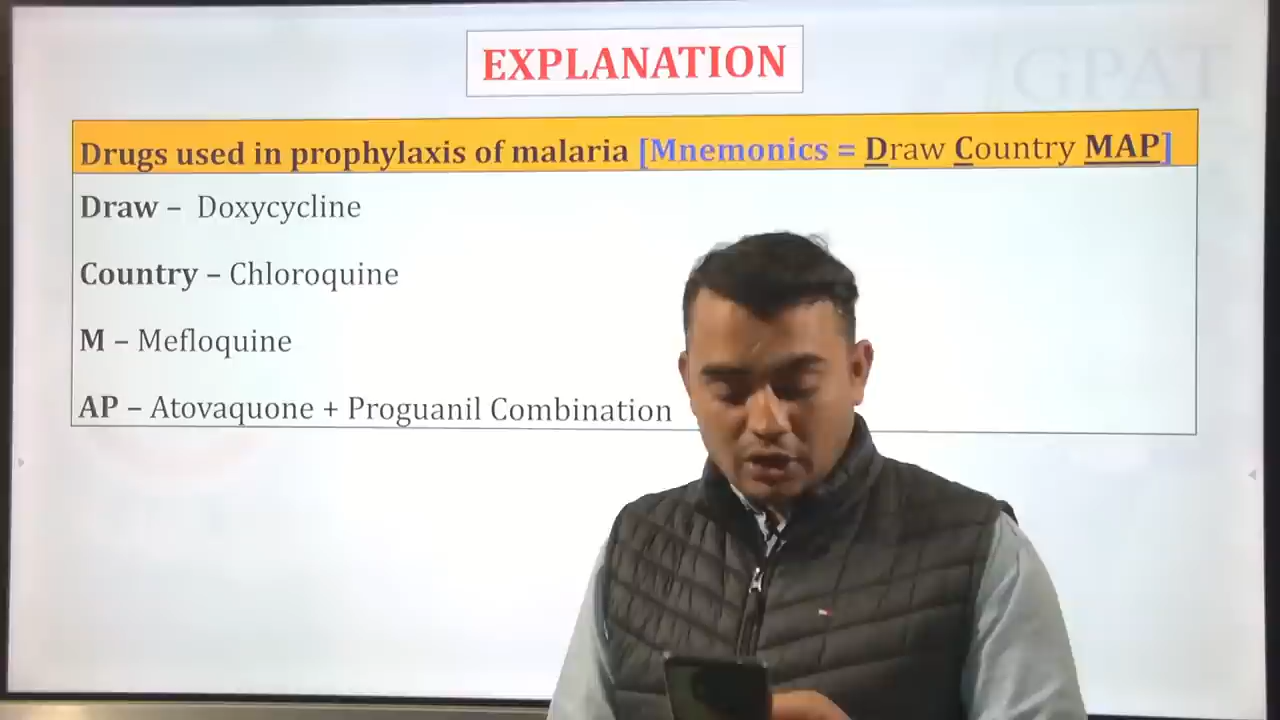 GPAT
EXPLANATION
Drugs used in prophylaxis of malaria [Mnemonics = Draw Country MAP]
Draw – Doxycycline
Country – Chloroquine
M – Mefloquine
AP – Atovaquone + Proguanil Combination